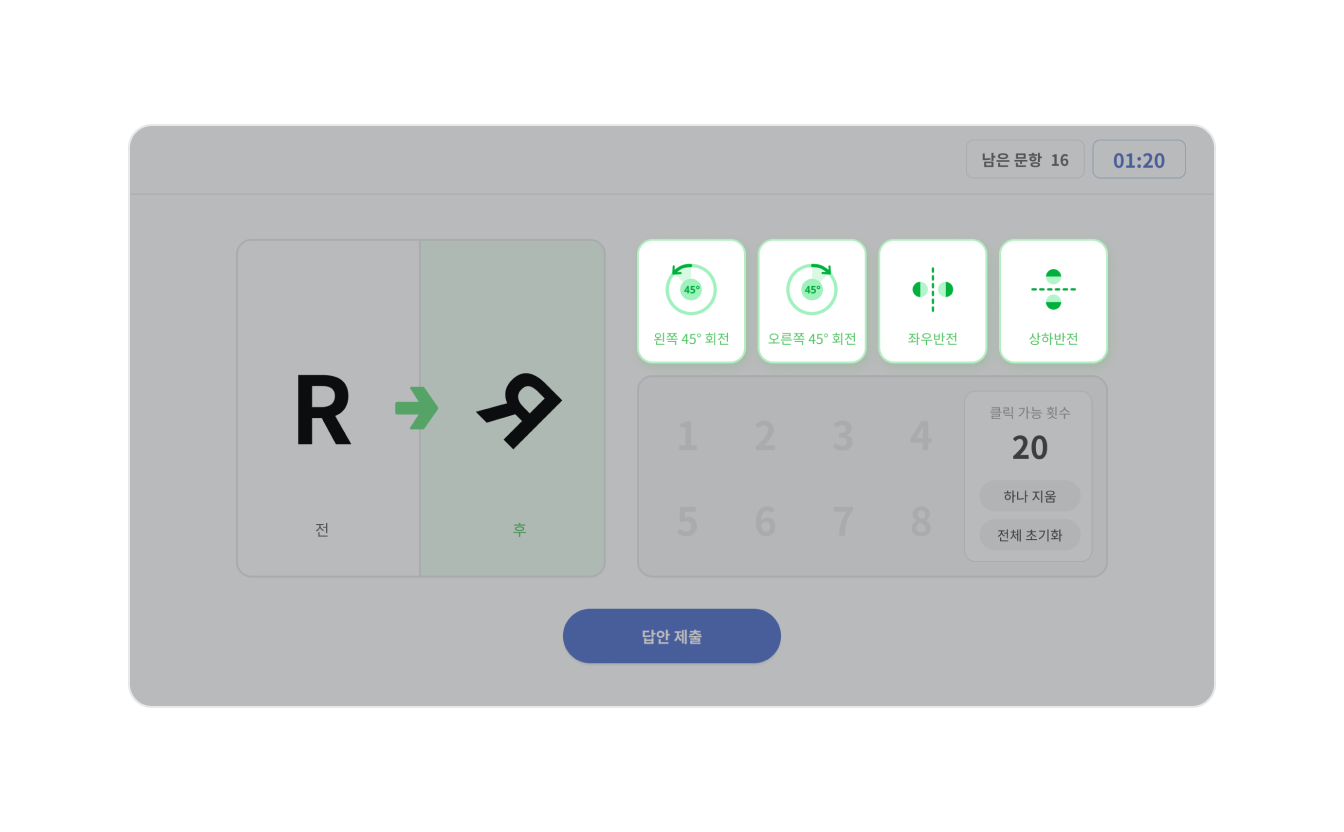 남은 문항 16
01:20
R
R
전
후
45°
왼쪽 45° 회전
45°
오른쪽 45° 회전
좌우반전
상하반전
1 2 3 4
5 6 7 8
클릭 가능 횟수
20
하나 지움
전체 초기화
답안 제출